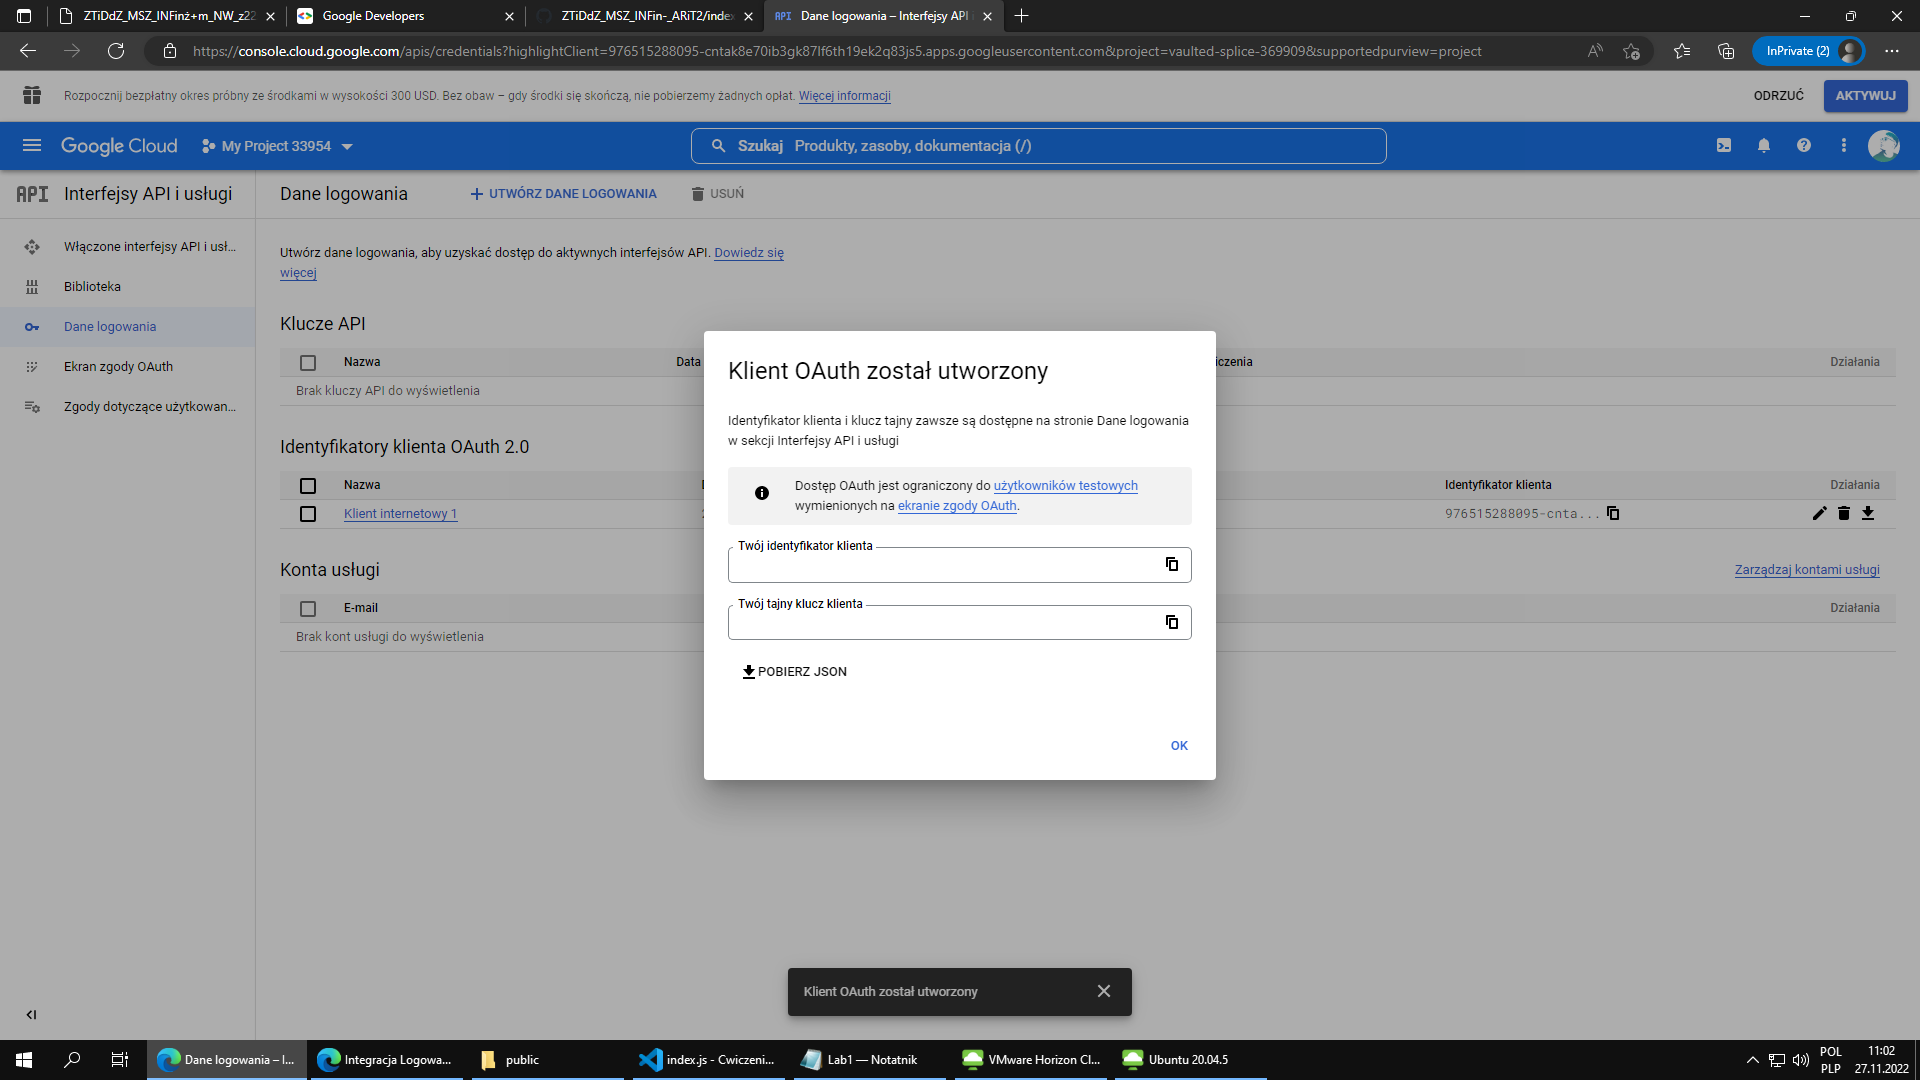 ZTiDdZ_MSZ_INFinż+m_NW_z22
Google Developers
ZTiDdZ_MSZ_INFin-_ARiT2/index
API Dane logowania – Interfejsy API i
https://console.cloud.google.com/apis/credentials?highlightClient=976515288095-cntak8e70ib3gk87lf6th19ek2q83js5.apps.googleusercontent.com&project=vaulted-splice-369909&supportedpurview=project
InPrivate (2)
Rozpocznij bezpłatny okres próbny ze środkami w wysokości 300 USD. Bez obaw – gdy środki się skończą, nie pobierzemy żadnych opłat. Więcej informacji
ODRZUĆ
AKTYWUJ
Google Cloud
My Project 33954
Szukaj Produkty, zasoby, dokumentacja (/)
API Interfejsy API i usługi
Dane logowania
UTWÓRZ DANE LOGOWANIA
USUŃ
Włączone interfejsy API i usł...
Biblioteka
Dane logowania
Ekran zgody OAuth
Zgody dotyczące użytkowan...
Utwórz dane logowania, aby uzyskać dostęp do aktywnych interfejsów API. Dowiedz się
więcej
Klucze API
Nazwa
Data
iczenia
Działania
Brak kluczy API do wyświetlenia
Identyfikatory klienta OAuth 2.0
Nazwa
Identyfikator klienta
Działania
Klient internetowy 1
976515288095-cnta...
Konta usługi
Zarządzaj kontami usługi
E-mail
Działania
Brak kont usługi do wyświetlenia
Klient OAuth został utworzony
Identyfikator klienta i klucz tajny zawsze są dostępne na stronie Dane logowania
w sekcji Interfejsy API i usługi
Dostęp OAuth jest ograniczony do użytkowników testowych
wymienionych na ekranie zgody OAuth.
Twój identyfikator klienta
Twój tajny klucz klienta
POBIERZ JSON
OK
Klient OAuth został utworzony
Dane logowania – I...
Integracja Logowa...
public
index.js - Cwiczeni...
Lab1 — Notatnik
VMware Horizon Cl...
Ubuntu 20.04.5
POL
PLP
11:02
27.11.2022